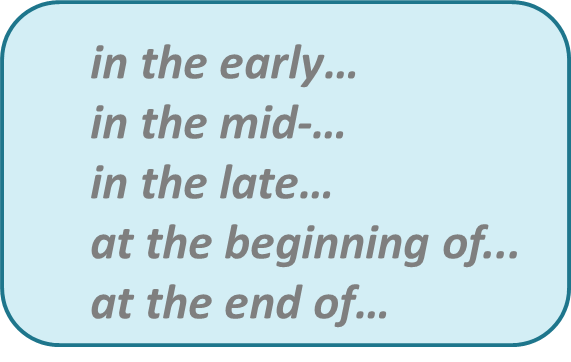 in the early…
in the mid-…
in the late…
at the beginning of...
at the end of…